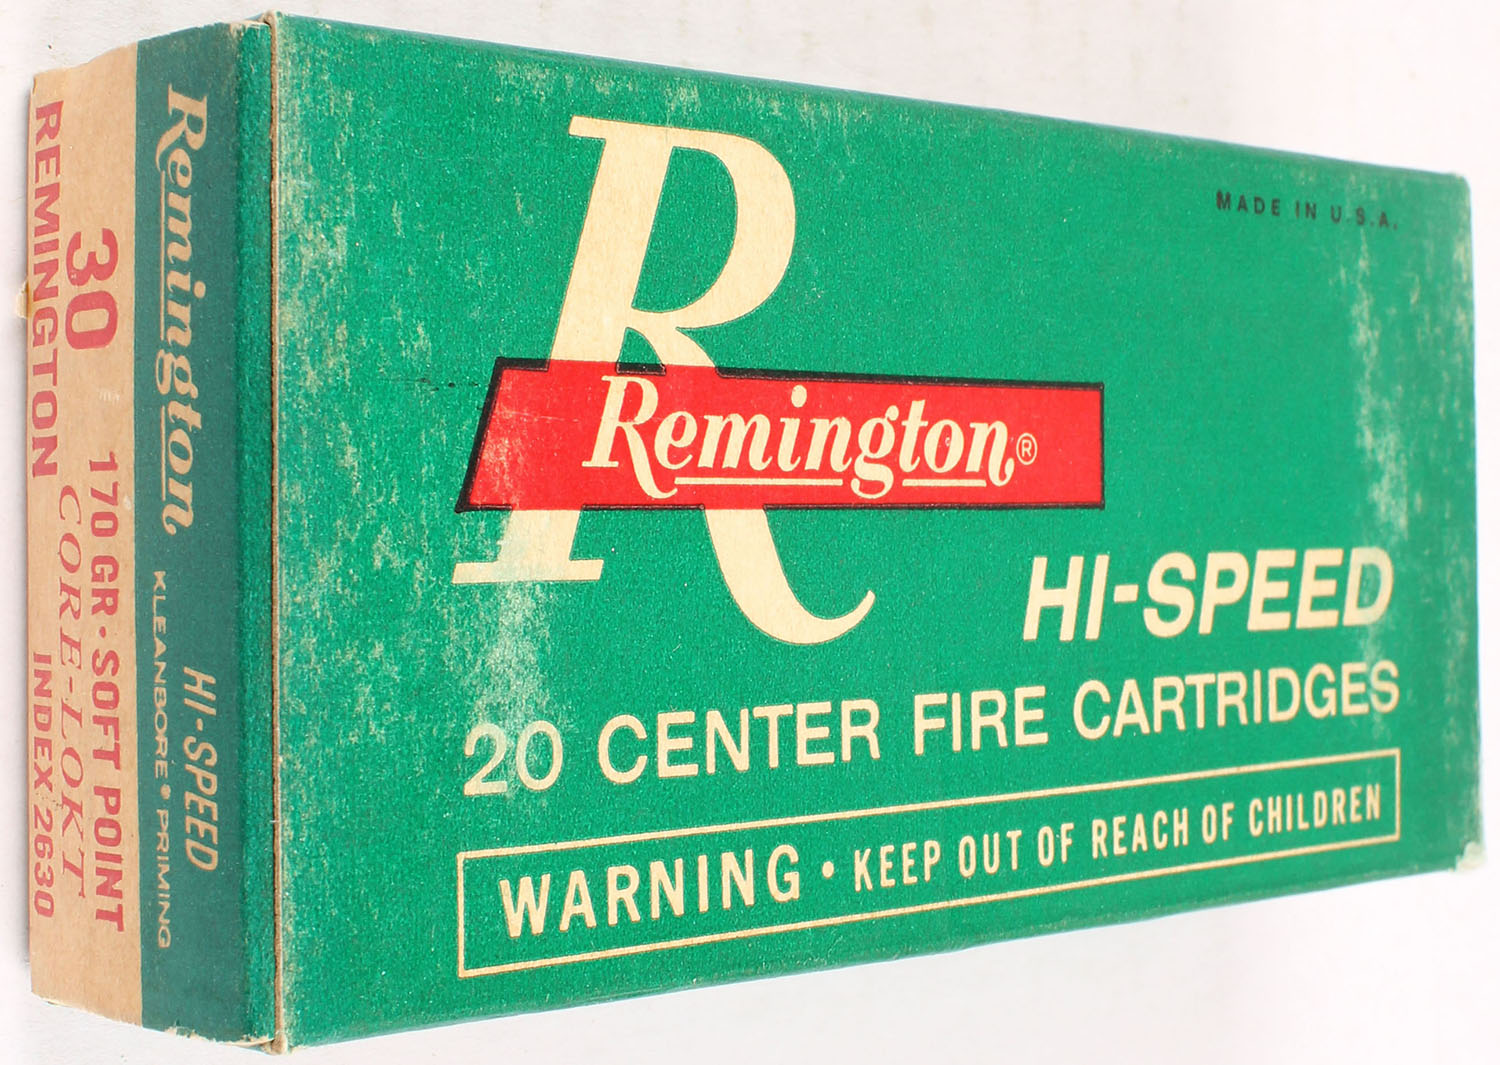 MADE IN U.S.A.
R
Remington®
HI-SPEED
20 CENTER FIRE CARTRIDGES
WARNING • KEEP OUT OF REACH OF CHILDREN
Remington HI-SPEED
KLEANBORE • PRIMING
30 170 GR • SOFT POINT
REMINGTON CORE-LOKT
INDEX 2630